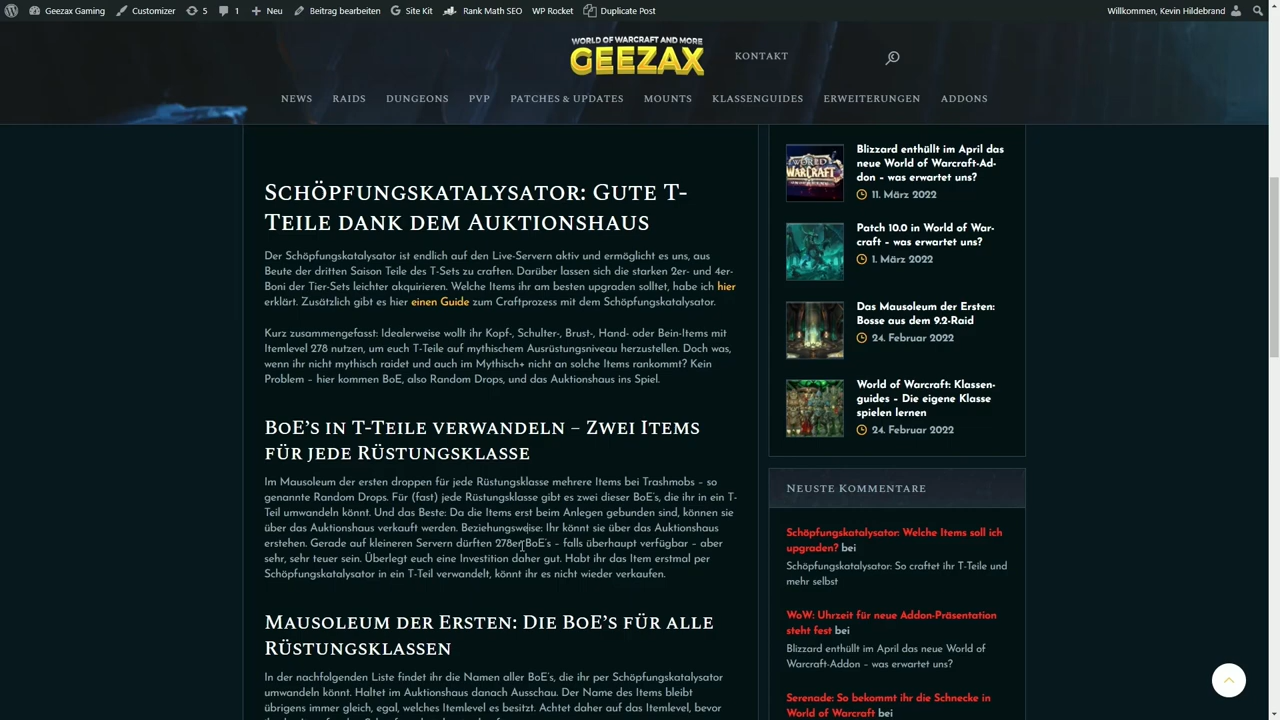 Geezax Gaming
Customizer
5
1
Neu
Beitrag bearbeiten
Site Kit
Rank Math SEO
WP Rocket
Duplicate Post
Willkommen, Kevin Hildebrand
WORLD OF WARCRAFT AND MORE
GEEZAX
KONTAKT
NEWS
RAIDS
DUNGEONS
PVP
PATCHES & UPDATES
MOUNTS
KLASSENGUIDES
ERWEITERUNGEN
ADDONS
Schöpfungskatalysator: Gute T-
Teile dank dem Auktionshaus
Der Schöpfungskatalysator ist endlich auf den Live-Servern aktiv und ermöglicht es uns, aus
Beute der dritten Saison Teile des T-Sets zu craften. Darüber lassen sich die starken 2er- und 4er-
Boni der Tier-Sets leichter akquirieren. Welche Items ihr am besten upgraden solltet, habe ich hier
erklärt. Zusätzlich gibt es hier einen Guide zum Craftprozess mit dem Schöpfungskatalysator.
Kurz zusammengefasst: Idealerweise wollt ihr Kopf-, Schulter-, Brust-, Hand- oder Bein-Items mit
Itemlevel 278 nutzen, um euch T-Teile auf mythischem Ausrüstungsniveau herzustellen. Doch was,
wenn ihr nicht mythisch raidet und auch im Mythisch+ nicht an solche Items rankommt? Kein
Problem – hier kommen BoE, also Random Drops, und das Auktionshaus ins Spiel.
BoE's in T-Teile verwandeln – Zwei Items
für jede Rüstungsklasse
Im Mausoleum der ersten droppen für jede Rüstungsklasse mehrere Items bei Trashmobs – so
genannte Random Drops. Für (fast) jede Rüstungsklasse gibt es zwei dieser BoE's, die ihr in ein T-
Teil umwandeln könnt. Und das Beste: Da die Items erst beim Anlegen gebunden sind, können sie
über das Auktionshaus verkauft werden. Beziehungsweise: Ihr könnt sie über das Auktionshaus
erstehen. Gerade auf kleineren Servern dürften 278er BoE's – falls überhaupt verfügbar – aber
sehr, sehr teuer sein. Überlegt euch eine Investition daher gut. Habt ihr das Item erstmal per
Schöpfungskatalysator in ein T-Teil verwandelt, könnt ihr es nicht wieder verkaufen.
Mausoleum der Ersten: Die BoE's für alle
Rüstungsklassen
In der nachfolgenden Liste findet ihr die Namen aller BoE's, die ihr per Schöpfungskatalysator
umwandeln könnt. Haltet im Auktionshaus danach Ausschau. Der Name des Items bleibt
übrigens immer gleich, egal, welches Itemlevel es besitzt. Achtet daher auf das Itemlevel, bevor
Blizzard enthüllt im April das
neue World of Warcraft-Ad-
don – was erwartet uns?
11. März 2022
Patch 10.0 in World of War-
craft – was erwartet uns?
1. März 2022
Das Mausoleum der Ersten:
Bosse aus dem 9.2-Raid
24. Februar 2022
World of Warcraft: Klassen-
guides – Die eigene Klasse
spielen lernen
24. Februar 2022
Neuste Kommentare
Schöpfungskatalysator: Welche Items soll ich
upgraden? bei
Schöpfungskatalysator: So craftet ihr T-Teile und
mehr selbst
WoW: Uhrzeit für neue Addon-Präsentation
steht fest bei
Blizzard enthüllt im April das neue World of
Warcraft-Addon – was erwartet uns?
Serenade: So bekommt ihr die Schnecke in
World of Warcraft bei